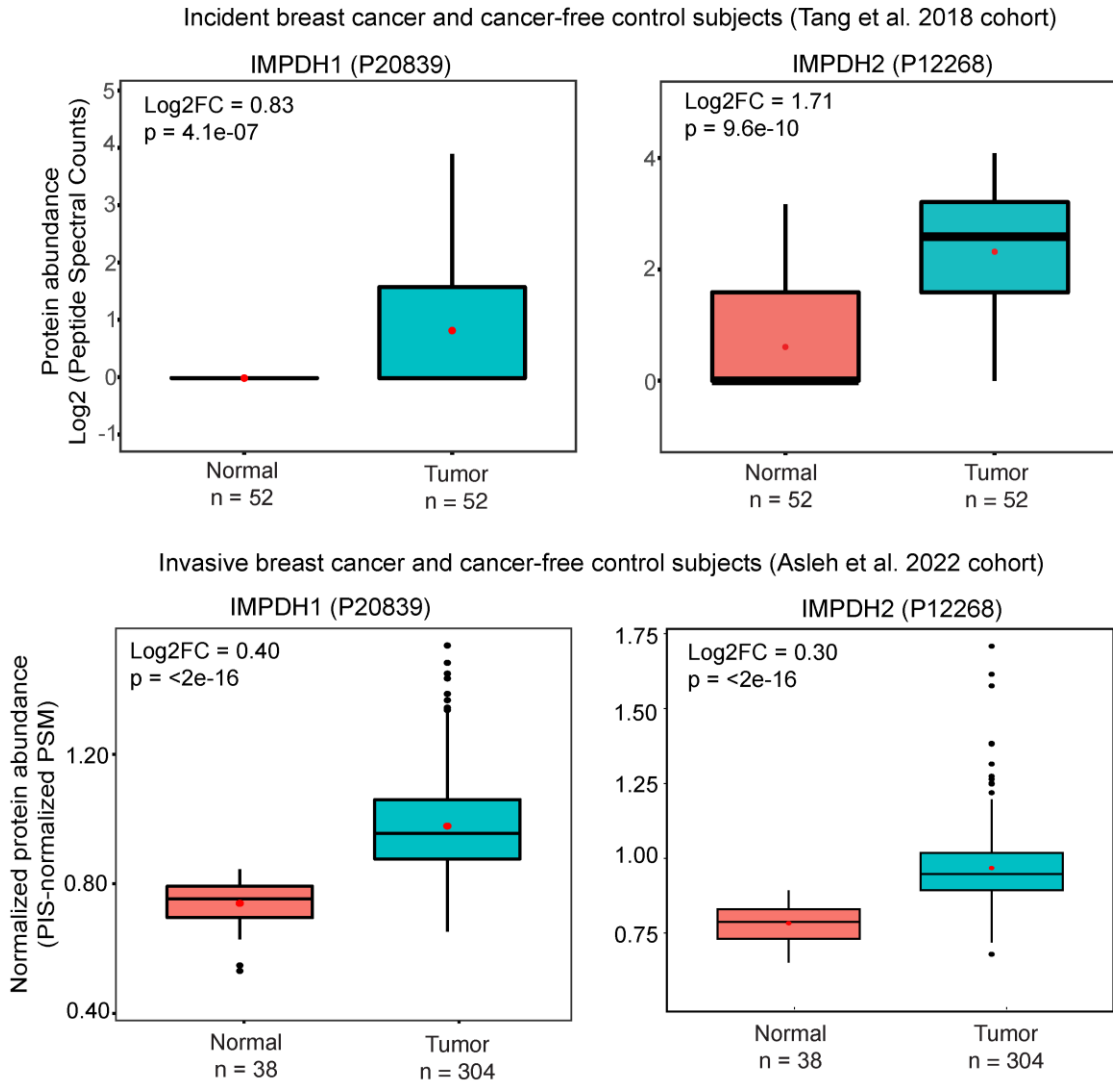 Incident breast cancer and cancer-free control subjects (Tang et al. 2018 cohort)
IMPDH1 (P20839)
Log2FC = 0.83
p = 4.1e-07
Protein abundance
Log2 (Peptide Spectral Counts)
5
4
3
2
1
0
-1
Normal
n = 52
Tumor
n = 52
IMPDH2 (P12268)
Log2FC = 1.71
p = 9.6e-10
4
2
0
Normal
n = 52
Tumor
n = 52
Invasive breast cancer and cancer-free control subjects (Asleh et al. 2022 cohort)
IMPDH1 (P20839)
Log2FC = 0.40
p = <2e-16
Normalized protein abundance
(PIS-normalized PSM)
1.20
0.80
0.40
Normal
n = 38
Tumor
n = 304
IMPDH2 (P12268)
Log2FC = 0.30
p = <2e-16
1.75
1.50
1.25
1.00
0.75
Normal
n = 38
Tumor
n = 304